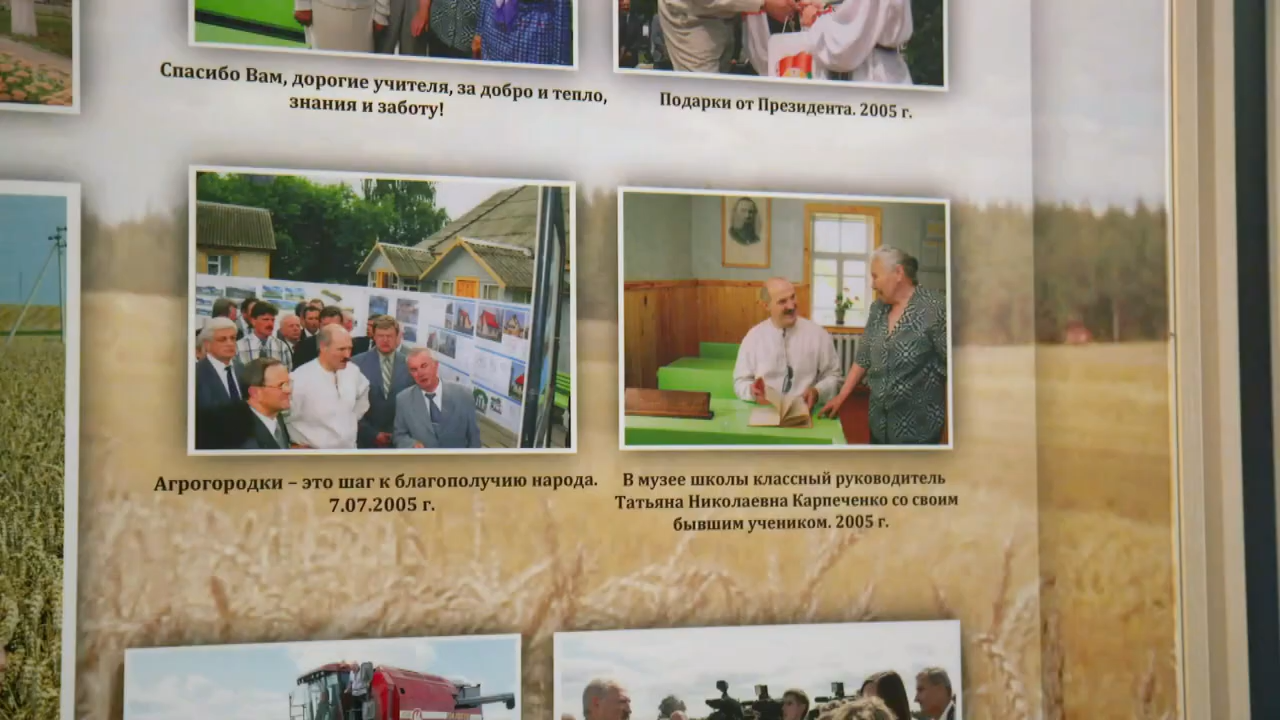 Спасибо Вам, дорогие учителя, за добро и тепло,
знания и заботу!
Подарки от Президента. 2005 г.
Агрогородки – это шаг к благополучию народа.
7.07.2005 г.
В музее школы классный руководитель
Татьяна Николаевна Карпеченко со своим
бывшим учеником. 2005 г.